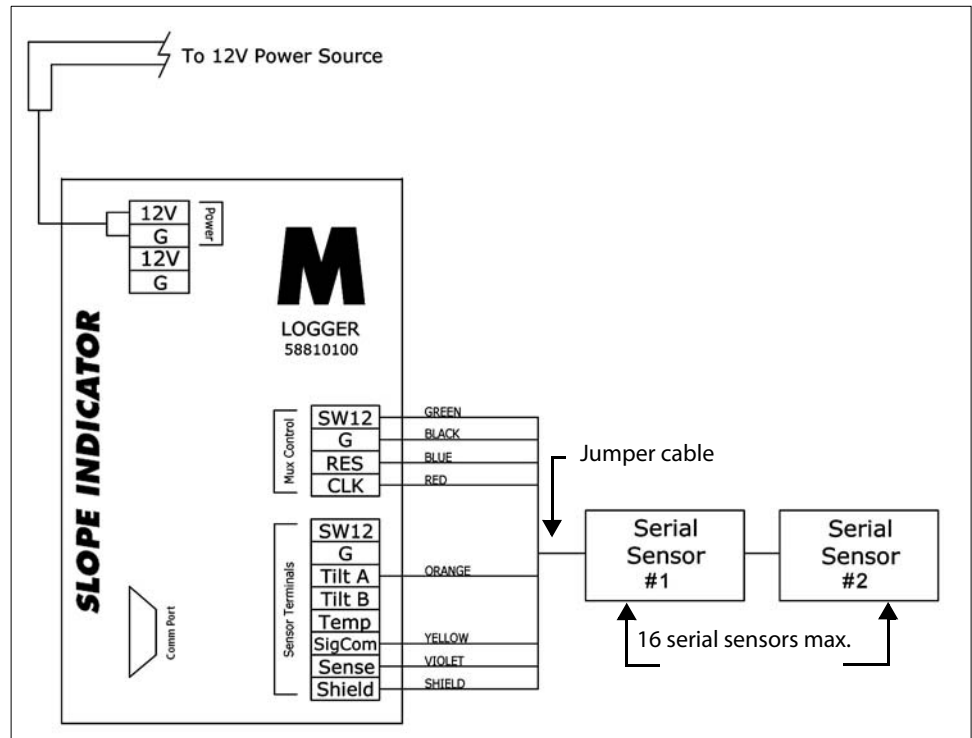 To 12V Power Source
12V
G
12V
G
Power
M
LOGGER
58810100
SLOPE INDICATOR
Mux Control
SW12
G
RES
CLK
GREEN
BLACK
BLUE
RED
Jumper cable
Sensor Terminals
SW12
G
Tilt A
Tilt B
Temp
SigCom
Sense
Shield
ORANGE
YELLOW
VIOLET
SHIELD
Comm Port
Serial
Sensor
#1
Serial
Sensor
#2
16 serial sensors max.